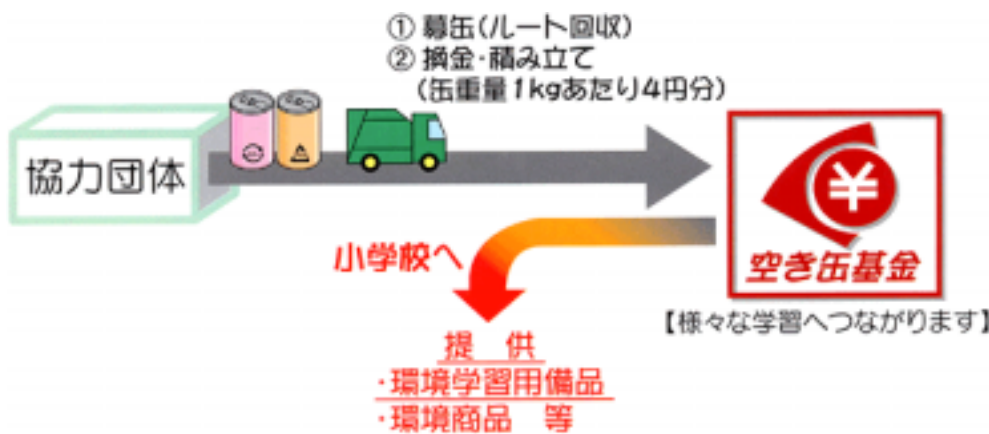 ① 募缶(ルート回収)
② 換金・積み立て
(缶重量1kgあたり4円分)
協力団体
¥
空き缶基金
小学校へ
【様々な学習へつながります】
提 供
・環境学習用備品
・環境商品 等